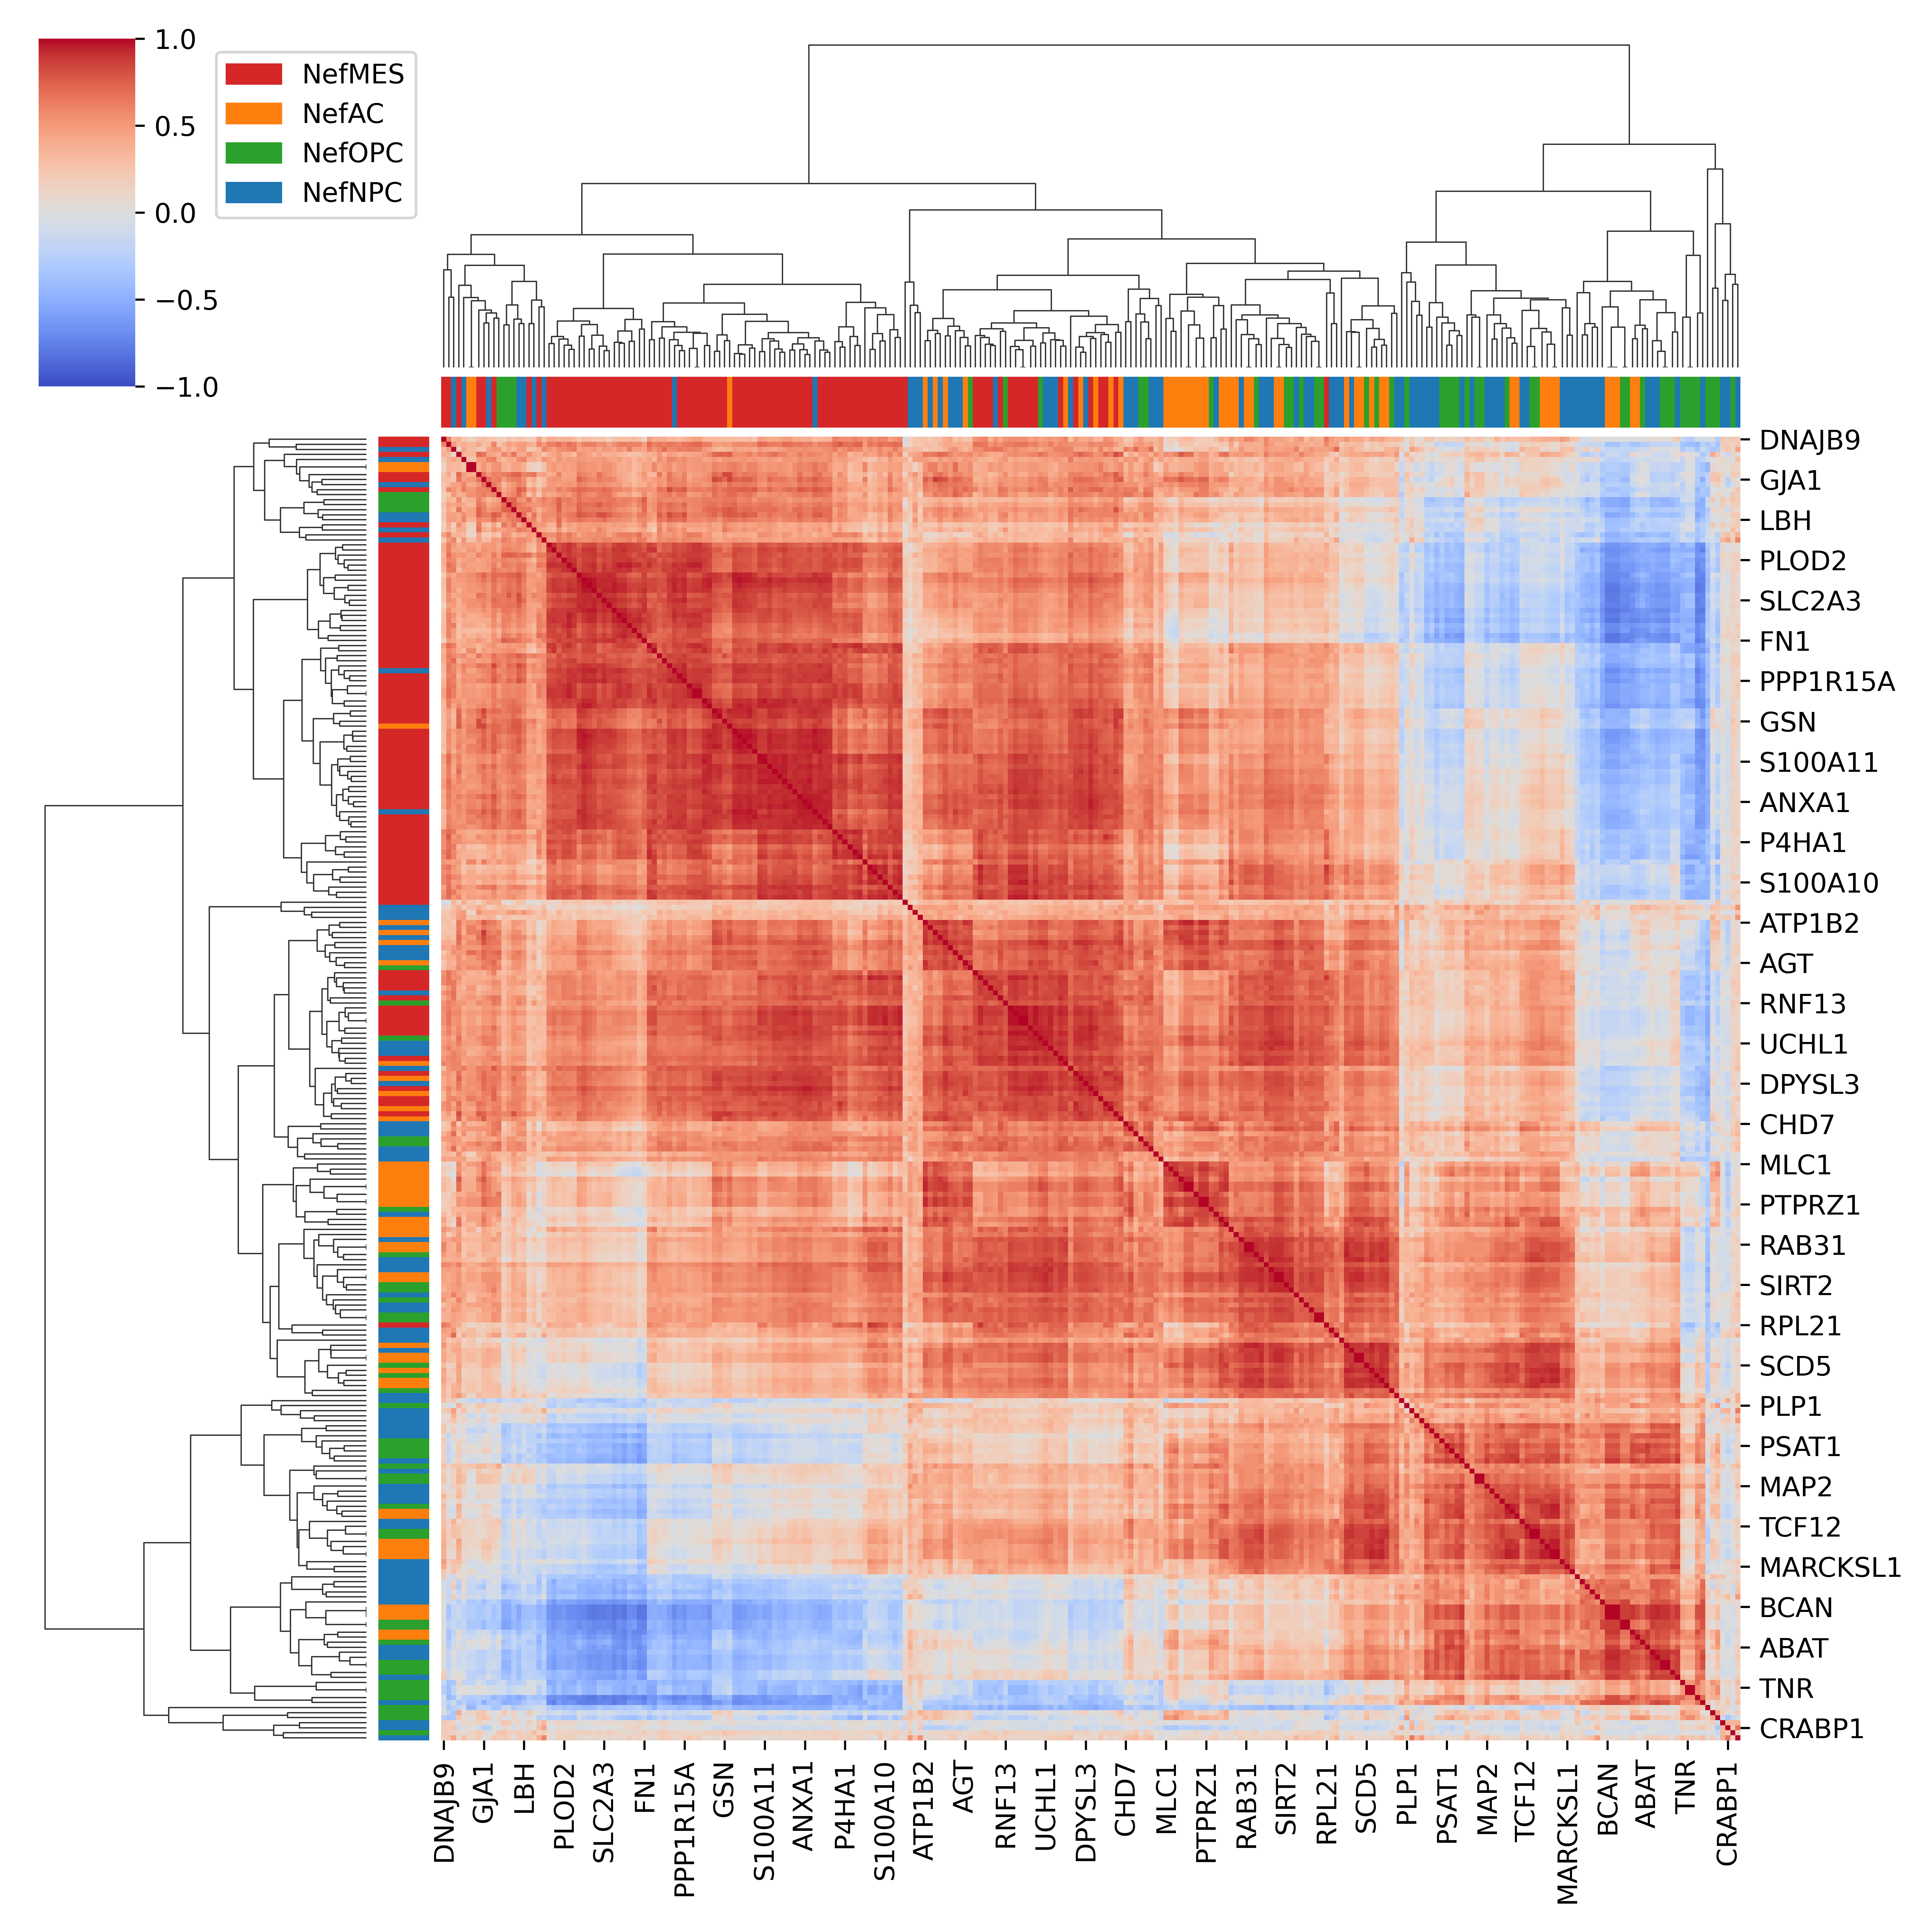 1.0
0.5
0.0
−0.5
−1.0
NefMES
NefAC
NefOPC
NefNPC
DNAJB9
GJA1
LBH
PLOD2
SLC2A3
FN1
PPP1R15A
GSN
S100A11
ANXA1
P4HA1
S100A10
ATP1B2
AGT
RNF13
UCHL1
DPYSL3
CHD7
MLC1
PTPRZ1
RAB31
SIRT2
RPL21
SCD5
PLP1
PSAT1
MAP2
TCF12
MARCKSL1
BCAN
ABAT
TNR
CRABP1
DNAJB9
GJA1
LBH
PLOD2
SLC2A3
FN1
PPP1R15A
GSN
S100A11
ANXA1
P4HA1
S100A10
ATP1B2
AGT
RNF13
UCHL1
DPYSL3
CHD7
MLC1
PTPRZ1
RAB31
SIRT2
RPL21
SCD5
PLP1
PSAT1
MAP2
TCF12
MARCKSL1
BCAN
ABAT
TNR
CRABP1